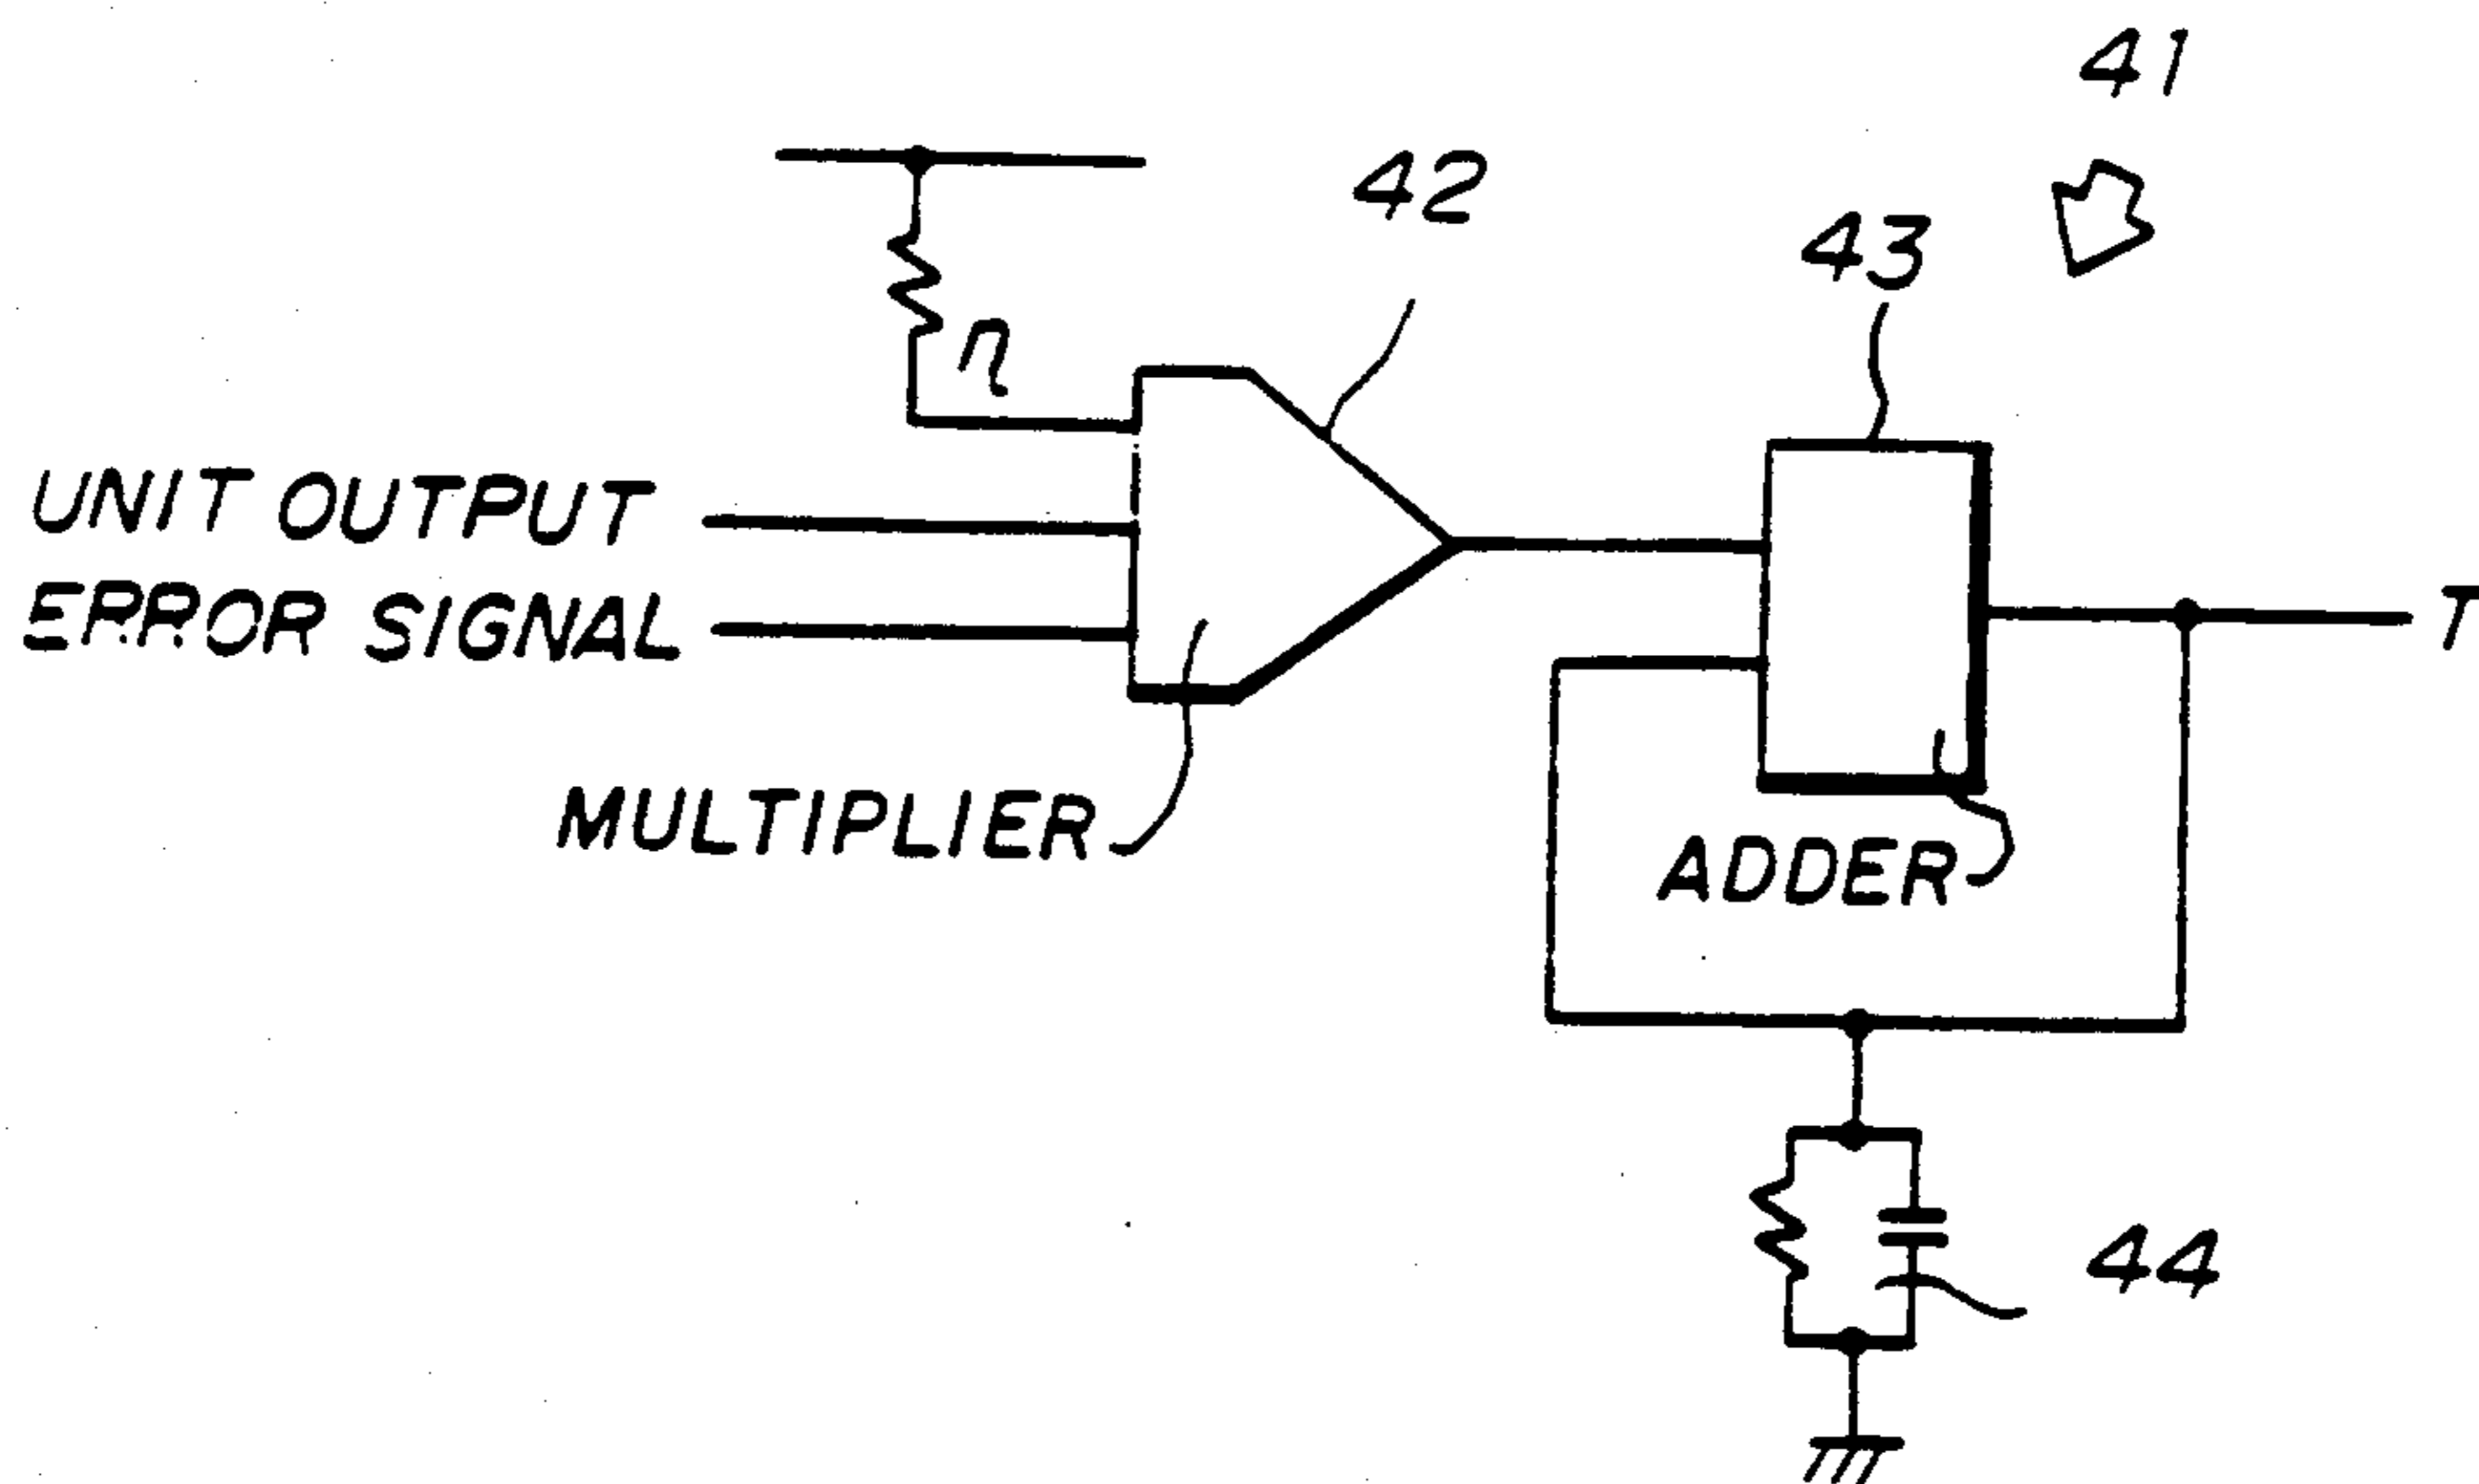 41
42
43
η
UNIT OUTPUT
ERROR SIGNAL
T
MULTIPLIER
ADDER
44